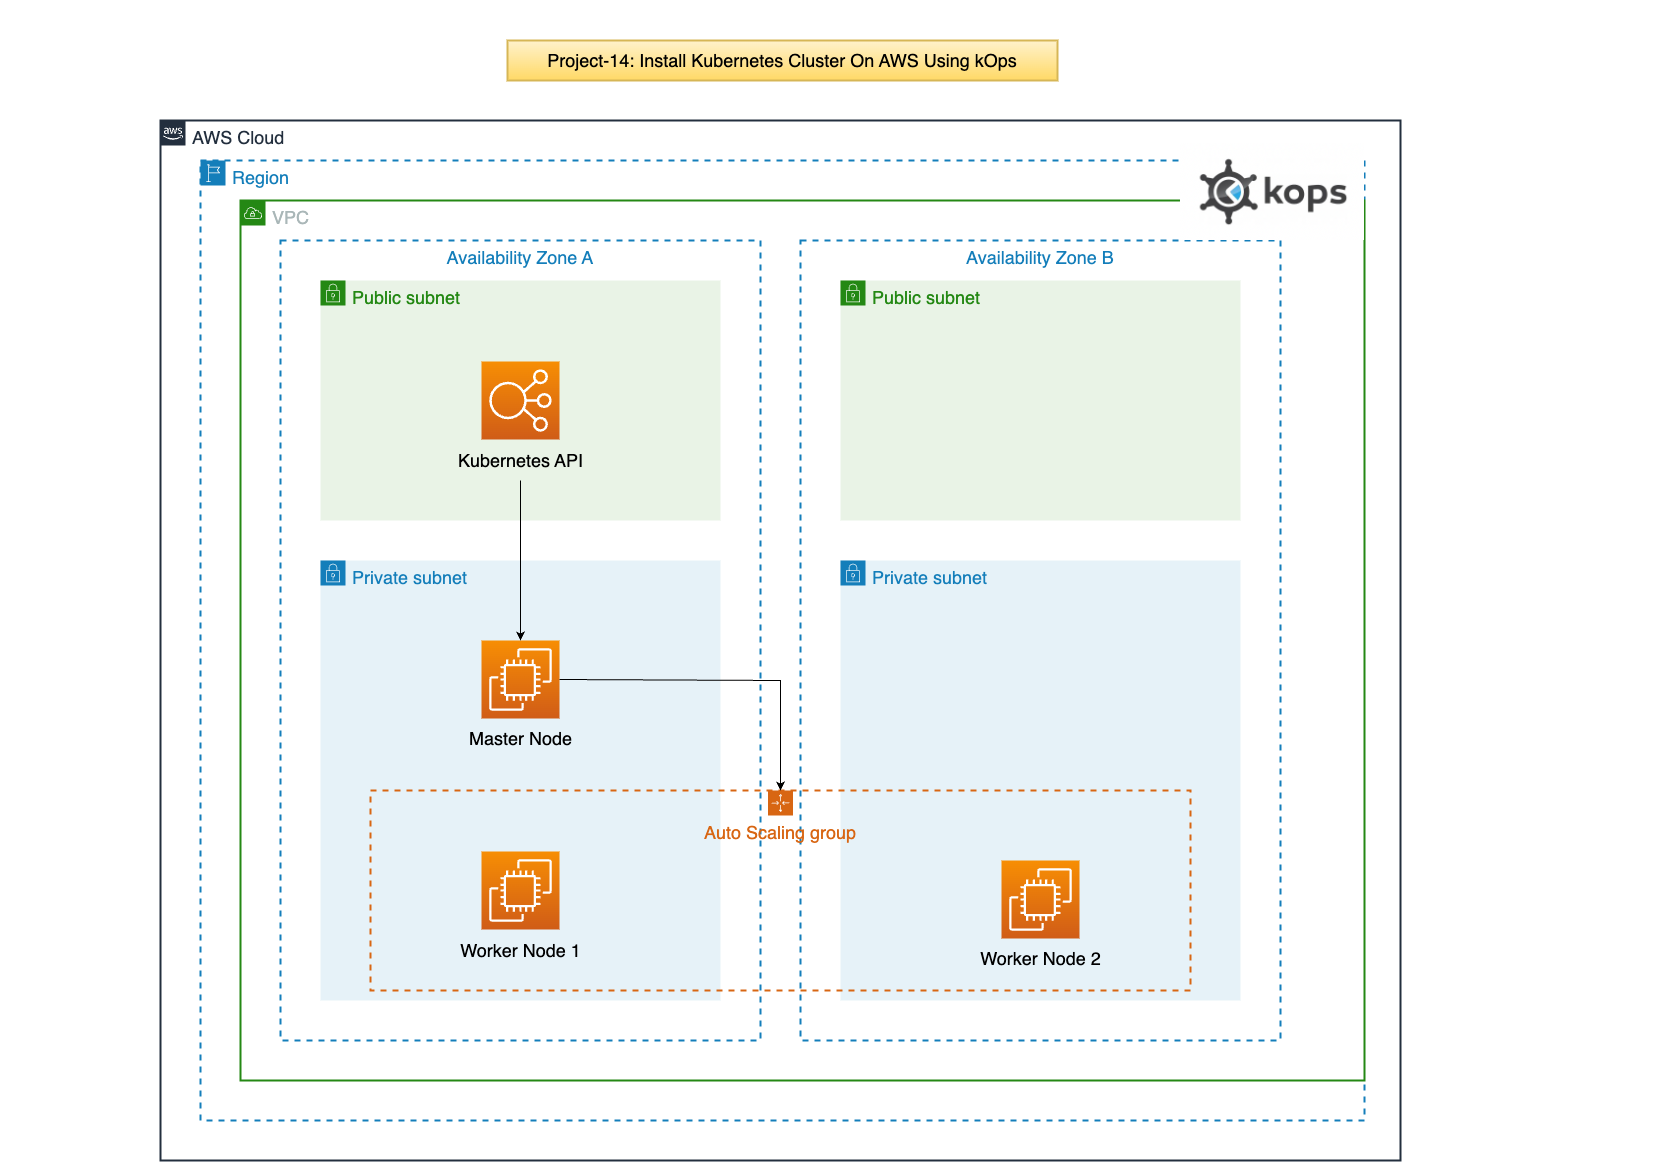 Project-14: Install Kubernetes Cluster On AWS Using kOps
aws
AWS Cloud
Region
kops
VPC
Availability Zone A
Availability Zone B
Public subnet
Public subnet
Kubernetes API
Private subnet
Private subnet
Master Node
Auto Scaling group
Worker Node 1
Worker Node 2